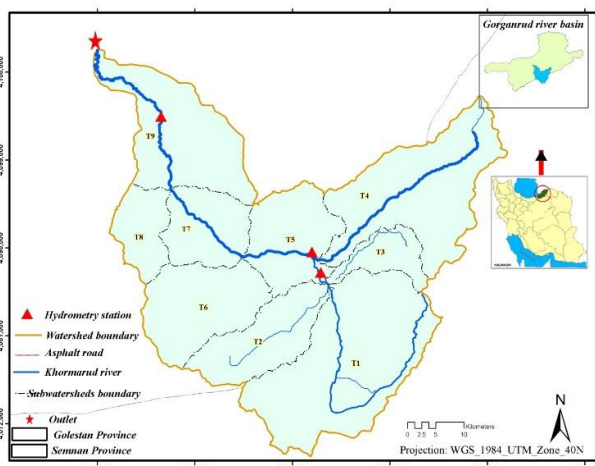 Gorganrud river basin
T9
T4
T8
T7
T5
T3
T6
T2
T1
Hydrometry station
Watershed boundary
Asphalt road
Khormarud river
Subwatersheds boundary
Outlet
Golestan Province
Semnan Province
N
Kilometers
0 2.5 5 10
Projection: WGS_1984_UTM_Zone_40N